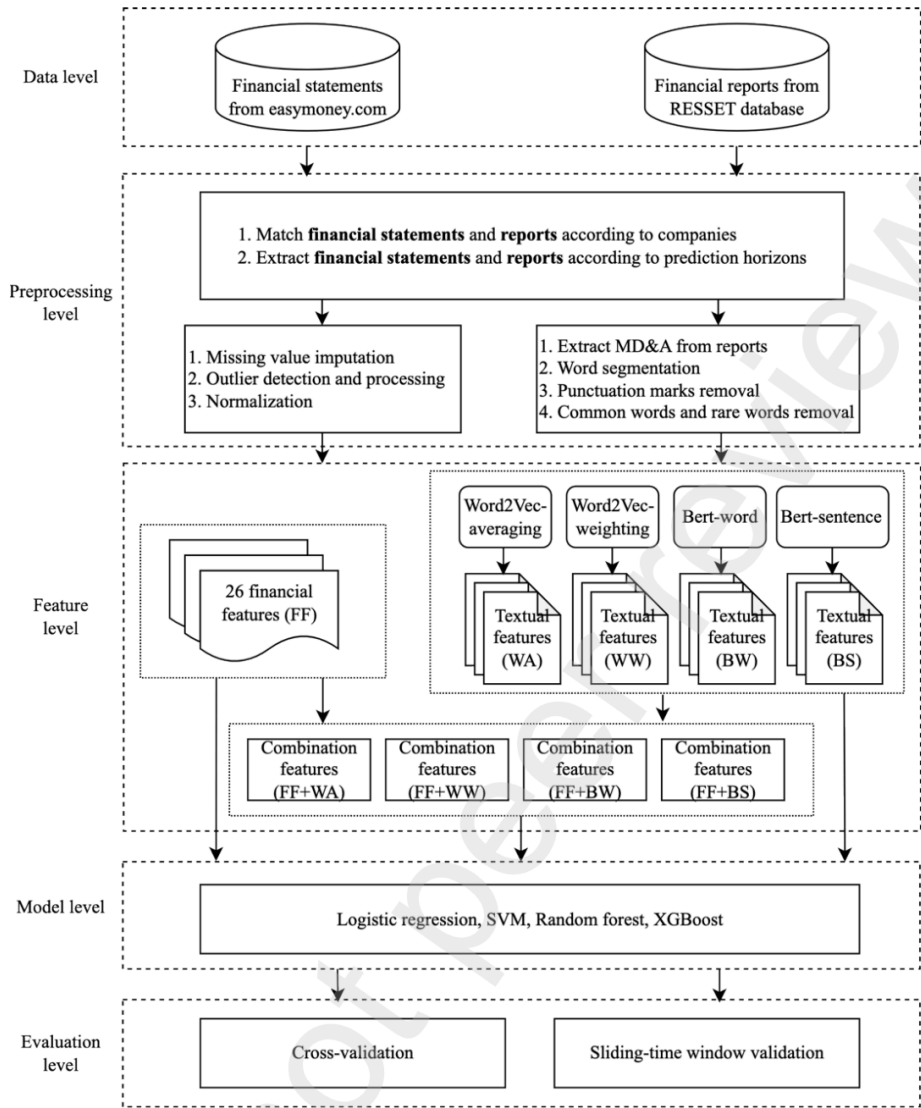 Data level
Financial statements
from easymoney.com
Financial reports from
RESSET database
Preprocessing
level
1. Match financial statements and reports according to companies
2. Extract financial statements and reports according to prediction horizons
1. Missing value imputation
2. Outlier detection and processing
3. Normalization
1. Extract MD&A from reports
2. Word segmentation
3. Punctuation marks removal
4. Common words and rare words removal
Feature
level
26 financial
features (FF)
Word2Vec-
averaging
Word2Vec-
weighting
Bert-word
Bert-sentence
Textual
features
(WA)
Textual
features
(WW)
Textual
features
(BW)
Textual
features
(BS)
Combination
features
(FF+WA)
Combination
features
(FF+WW)
Combination
features
(FF+BW)
Combination
features
(FF+BS)
Model level
Logistic regression, SVM, Random forest, XGBoost
Evaluation
level
Cross-validation
Sliding-time window validation
not peer review